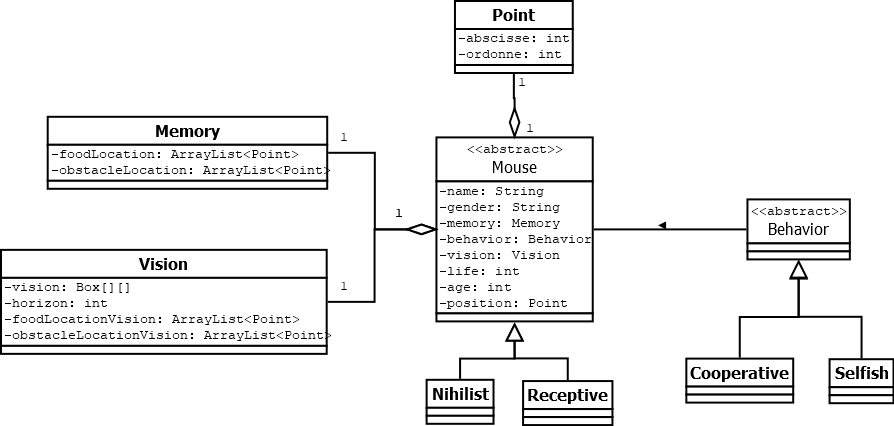 Point
-abscisse: int
-ordonne: int
1
1
Memory
-foodLocation: ArrayList<Point>
-obstacleLocation: ArrayList<Point>
1
<<abstract>>
Mouse
-name: String
-gender: String
-memory: Memory
-behavior: Behavior
-vision: Vision
-life: int
-age: int
-position: Point
1
<<abstract>>
Behavior
Vision
-vision: Box[][]
-horizon: int
-foodLocationVision: ArrayList<Point>
-obstacleLocationVision: ArrayList<Point>
1
Nihilist
Receptive
Cooperative
Selfish